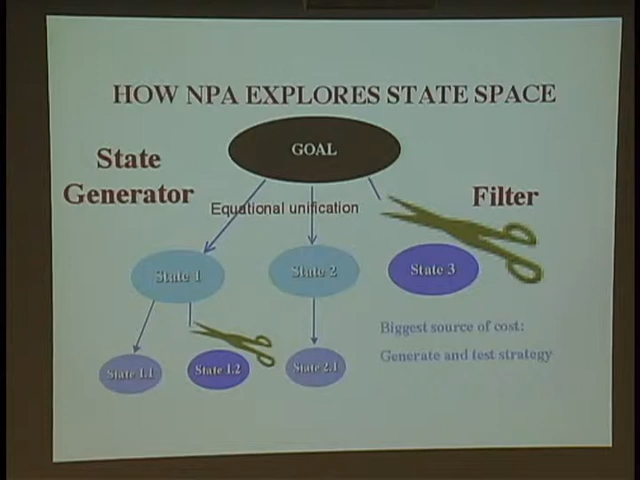 HOW NPA EXPLORES STATE SPACE
GOAL
State
Generator
Equational unification
Filter
State 1
State 2
State 3
Biggest source of cost:
Generate and test strategy
State 1.1
State 1.2
State 2.1